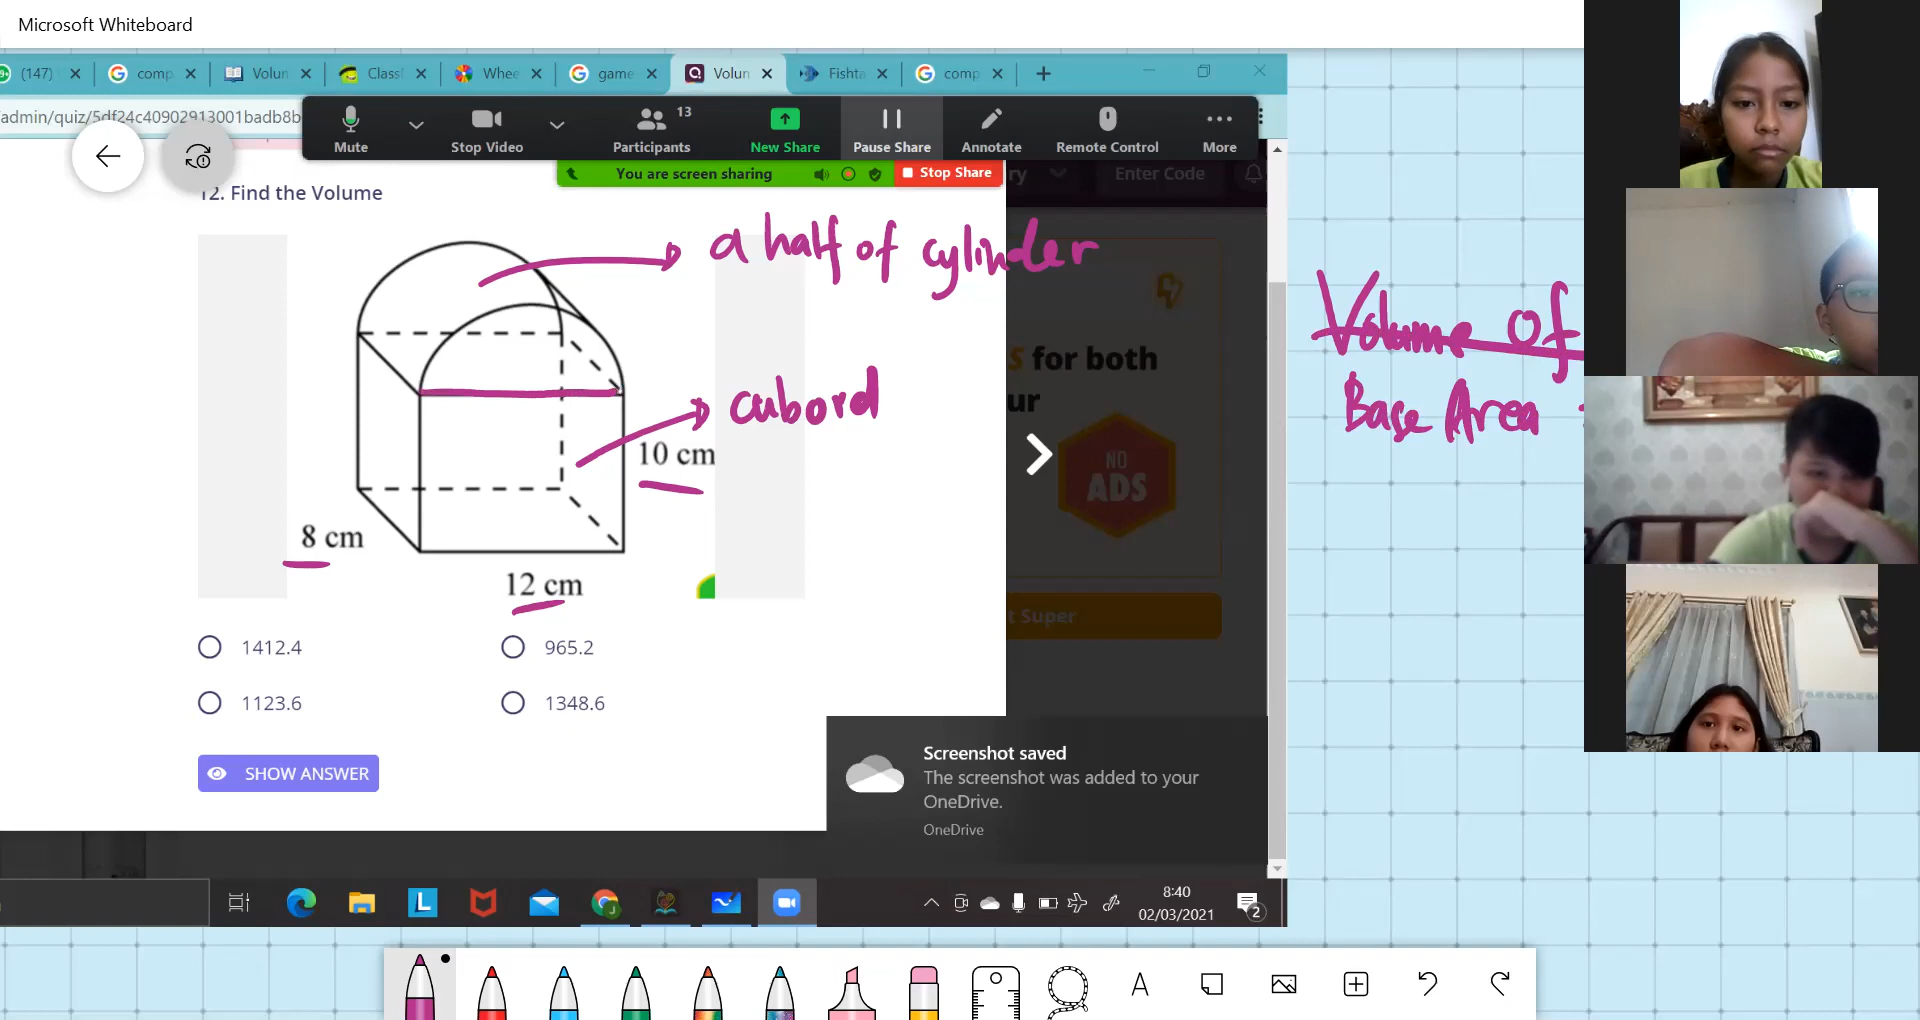 Microsoft Whiteboard
(147)
comp
Volun
Class
Whee
game
Volun
Fishta
comp
admin/quiz/5df24c40902913001badb8b
Mute
Stop Video
Participants
13
New Share
Pause Share
Annotate
Remote Control
More
You are screen sharing
Stop Share
ry
Enter Code
12. Find the Volume
a half of cylinder
Volume of
for both
ur
Base Area
cubord
10 cm
NO
ADS
8 cm
12 cm
t Super
1412.4
965.2
1123.6
1348.6
SHOW ANSWER
Screenshot saved
The screenshot was added to your
OneDrive.
OneDrive
L
J
8:40
02/03/2021
2
A